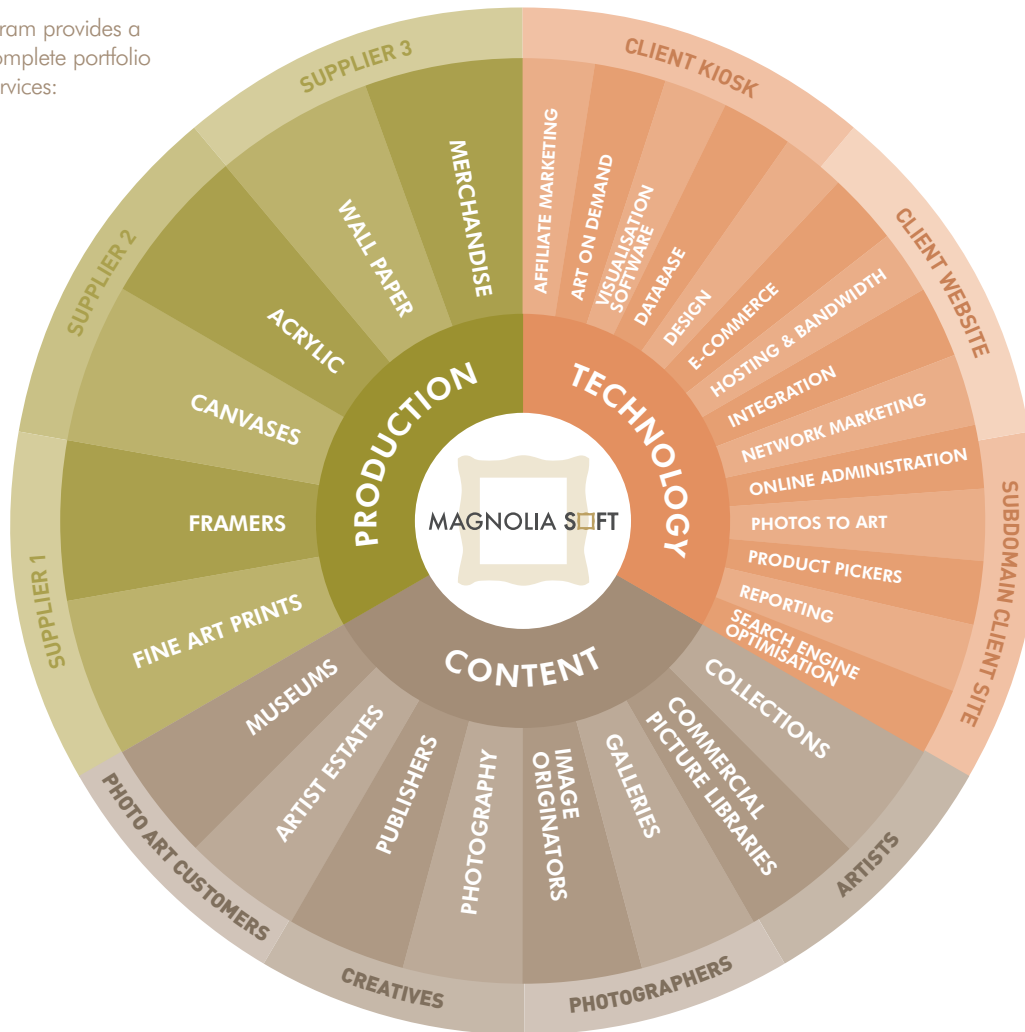 ram provides a
omplete portfolio
rvices:
SUPPLIER 3
CLIENT KIOSK
SUPPLIER 2
CLIENT WEBSITE
SUPPLIER 1
SUBDOMAIN CLIENT SITE
PHOTO ART CUSTOMERS
CREATIVES
PHOTOGRAPHERS
ARTISTS
MERCHANDISE
WALL PAPER
ACRYLIC
CANVASES
FRAMERS
FINE ART PRINTS
AFFILIATE MARKETING
ART ON DEMAND
VISUALISATION
SOFTWARE
DATABASE
DESIGN
E-COMMERCE
HOSTING & BANDWIDTH
INTEGRATION
NETWORK MARKETING
ONLINE ADMINISTRATION
PHOTOS TO ART
PRODUCT PICKERS
REPORTING
SEARCH ENGINE
OPTIMISATION
PRODUCTION
TECHNOLOGY
MAGNOLIA SOFT
CONTENT
MUSEUMS
ARTIST ESTATES
PUBLISHERS
PHOTOGRAPHY
IMAGE
ORIGINATORS
GALLERIES
COMMERCIAL
PICTURE LIBRARIES
COLLECTIONS